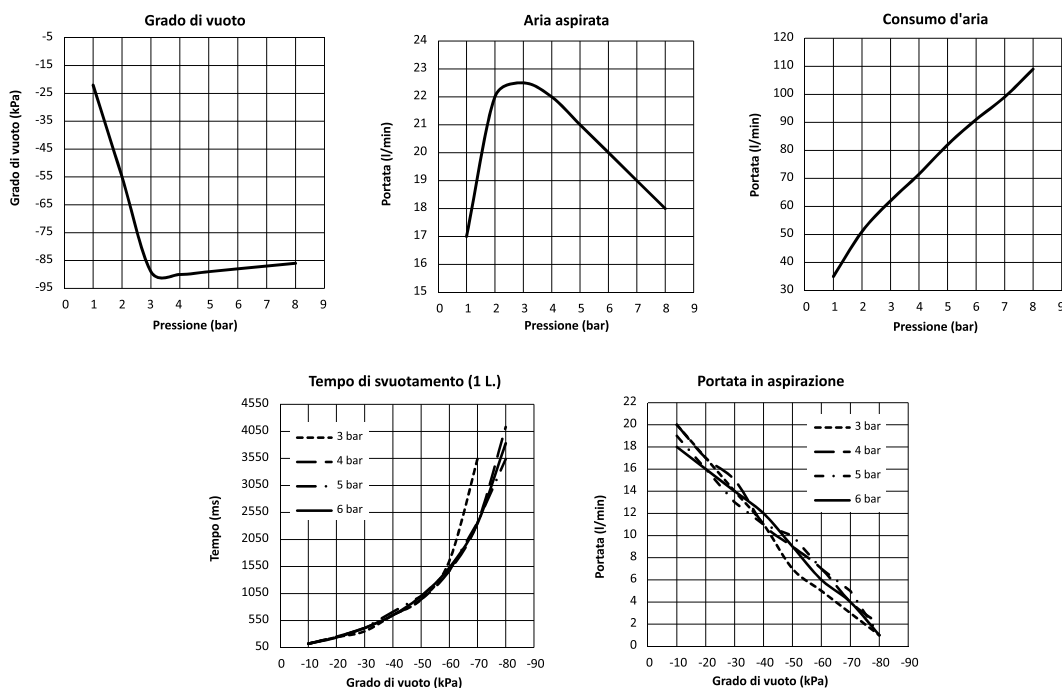 Grado di vuoto
-5
-15
-25
-35
-45
-55
-65
-75
-85
-95
Grado di vuoto (kPa)
0 1 2 3 4 5 6 7 8 9
Pressione (bar)
Aria aspirata
24
23
22
21
20
19
18
17
16
15
Portata (l/min)
0 1 2 3 4 5 6 7 8 9
Pressione (bar)
Consumo d'aria
120
110
100
90
80
70
60
50
40
30
Portata (l/min)
0 1 2 3 4 5 6 7 8 9
Pressione (bar)
Tempo di svuotamento (1 L.)
4550
4050
3550
3050
2550
2050
1550
1050
550
50
Tempo (ms)
3 bar
4 bar
5 bar
6 bar
0 -10 -20 -30 -40 -50 -60 -70 -80 -90
Grado di vuoto (kPa)
Portata in aspirazione
22
20
18
16
14
12
10
8
6
4
2
0
Portata (l/min)
3 bar
4 bar
5 bar
6 bar
0 -10 -20 -30 -40 -50 -60 -70 -80 -90
Grado di vuoto (kPa)